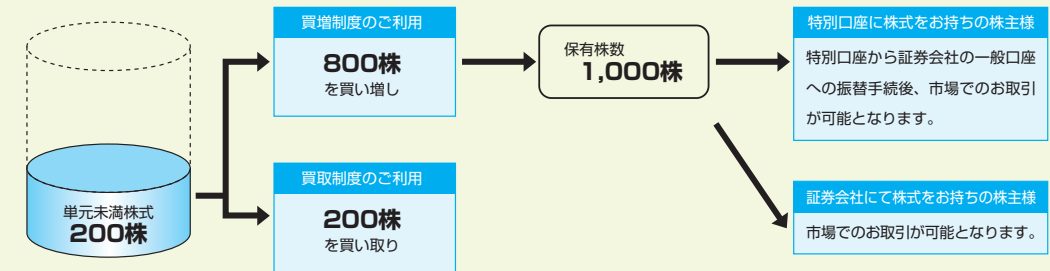 単元未満株式
200株
買増制度のご利用
800株
を買い増し
買取制度のご利用
200株
を買い取り
保有株数
1,000株
特別口座に株式をお持ちの株主様
特別口座から証券会社の一般口座
への振替手続後、市場でのお取引
が可能となります。
証券会社にて株式をお持ちの株主様
市場でのお取引が可能となります。